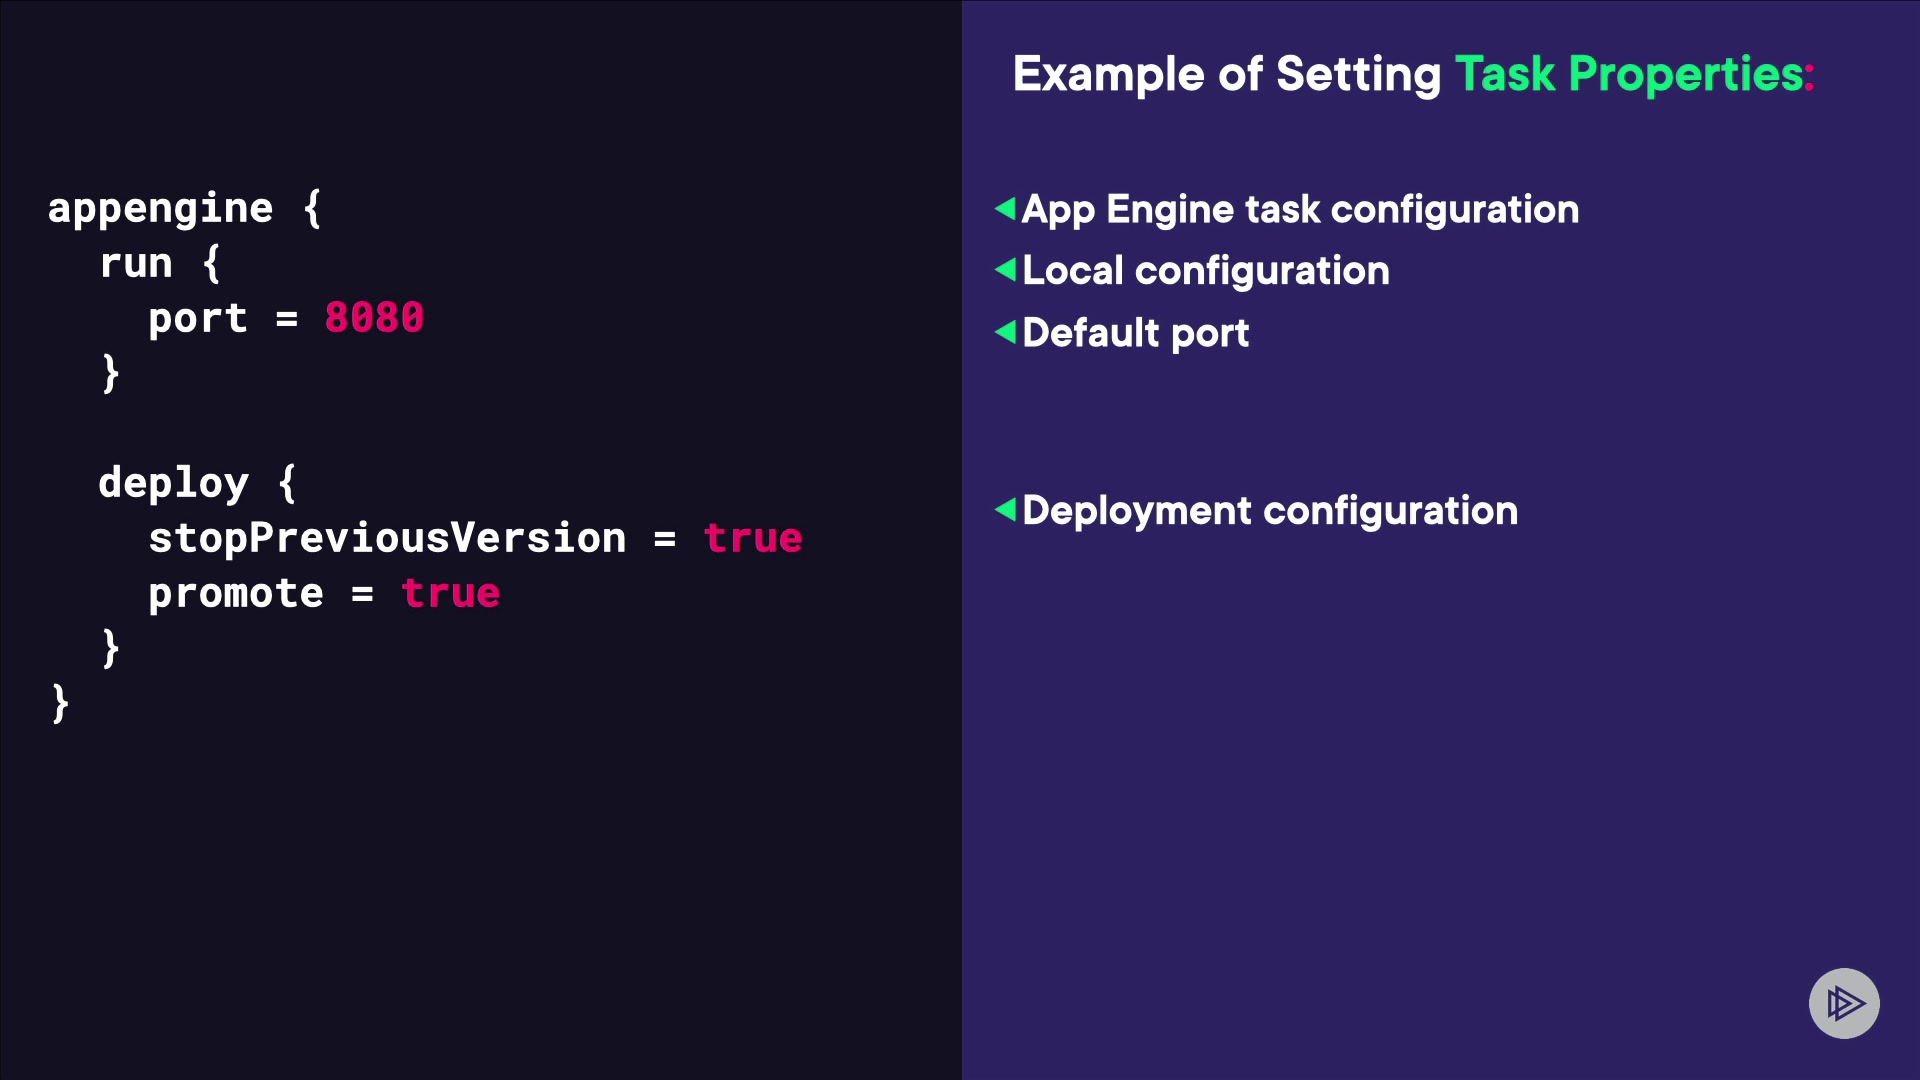 Example of Setting Task Properties:
appengine {
run {
port = 8080
}
deploy {
stopPreviousVersion = true
promote = true
}
}
App Engine task configuration
Local configuration
Default port
Deployment configuration